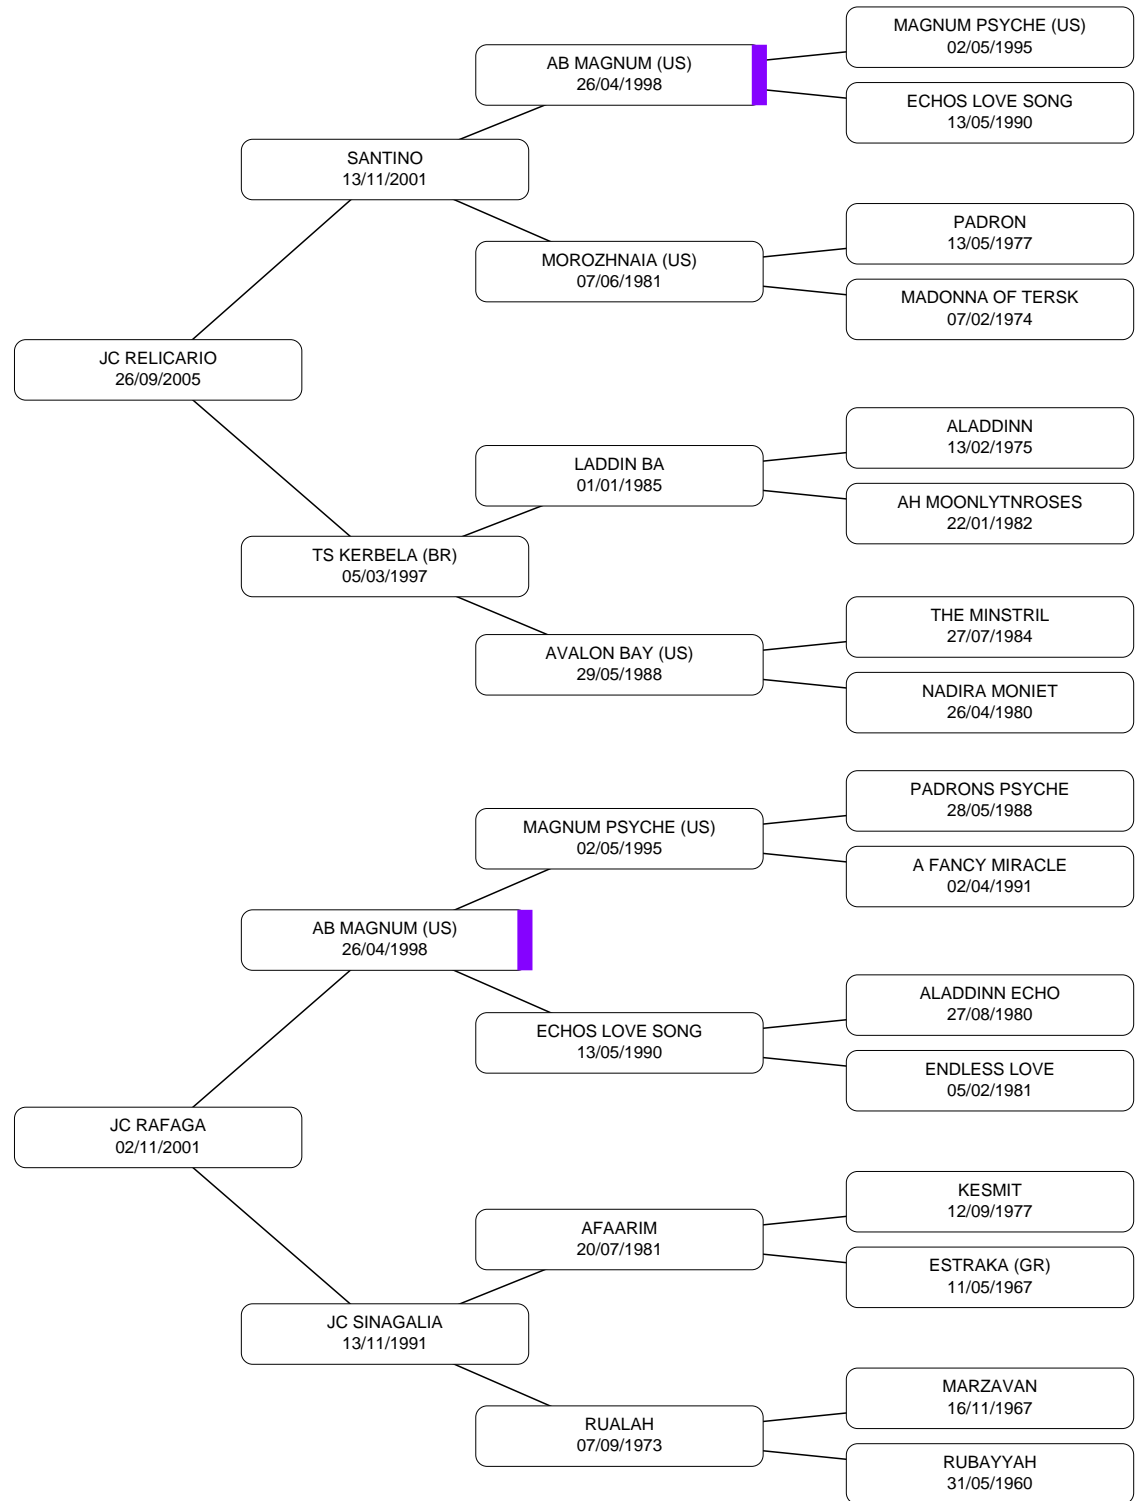 MAGNUM PSYCHE (US)
02/05/1995
AB MAGNUM (US)
26/04/1998
ECHOS LOVE SONG
13/05/1990
SANTINO
13/11/2001
PADRON
13/05/1977
MOROZHNAIA (US)
07/06/1981
MADONNA OF TERSK
07/02/1974
JC RELICARIO
26/09/2005
ALADDINN
13/02/1975
LADDIN BA
01/01/1985
AH MOONLYTNROSES
22/01/1982
TS KERBELA (BR)
05/03/1997
THE MINSTRIL
27/07/1984
AVALON BAY (US)
29/05/1988
NADIRA MONIET
26/04/1980
PADRONS PSYCHE
28/05/1988
MAGNUM PSYCHE (US)
02/05/1995
A FANCY MIRACLE
02/04/1991
AB MAGNUM (US)
26/04/1998
ALADDINN ECHO
27/08/1980
ECHOS LOVE SONG
13/05/1990
ENDLESS LOVE
05/02/1981
JC RAFAGA
02/11/2001
KESMIT
12/09/1977
AFAARIM
20/07/1981
ESTRAKA (GR)
11/05/1967
JC SINAGALIA
13/11/1991
MARZAVAN
16/11/1967
RUALAH
07/09/1973
RUBAYYAH
31/05/1960